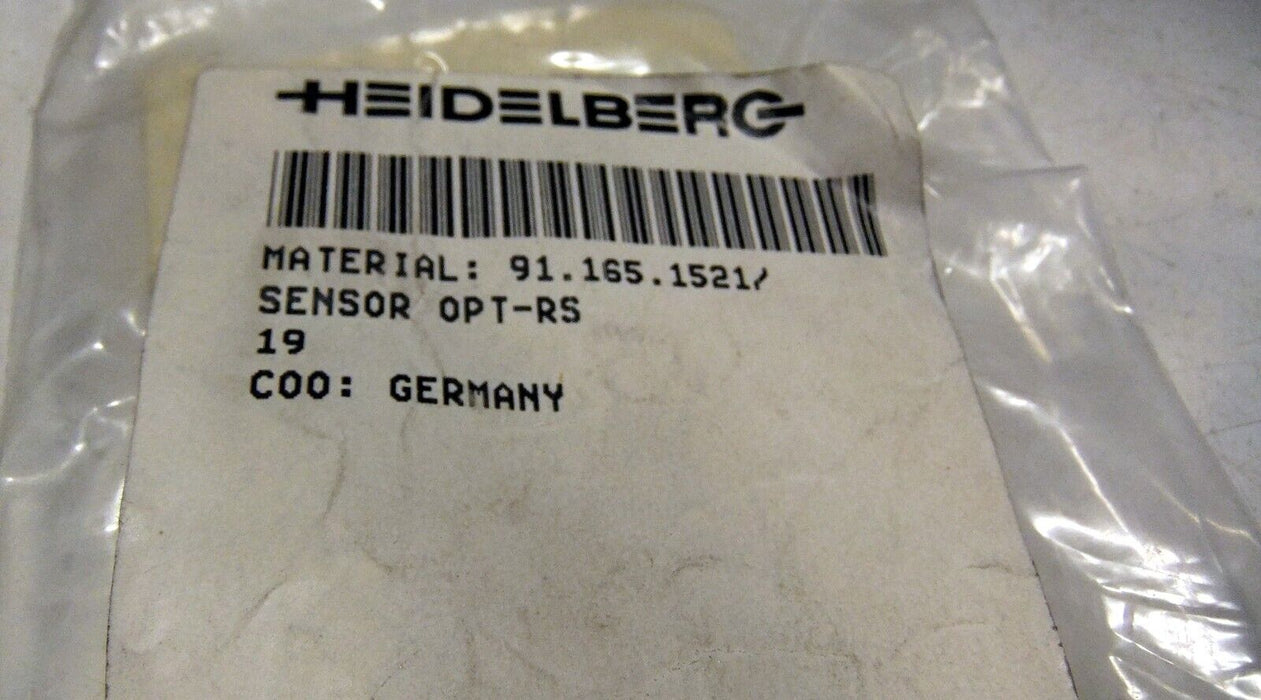 HEIDELBERG
MATERIAL: 91.165.1521/
SENSOR OPT-RS
19
COO: GERMANY